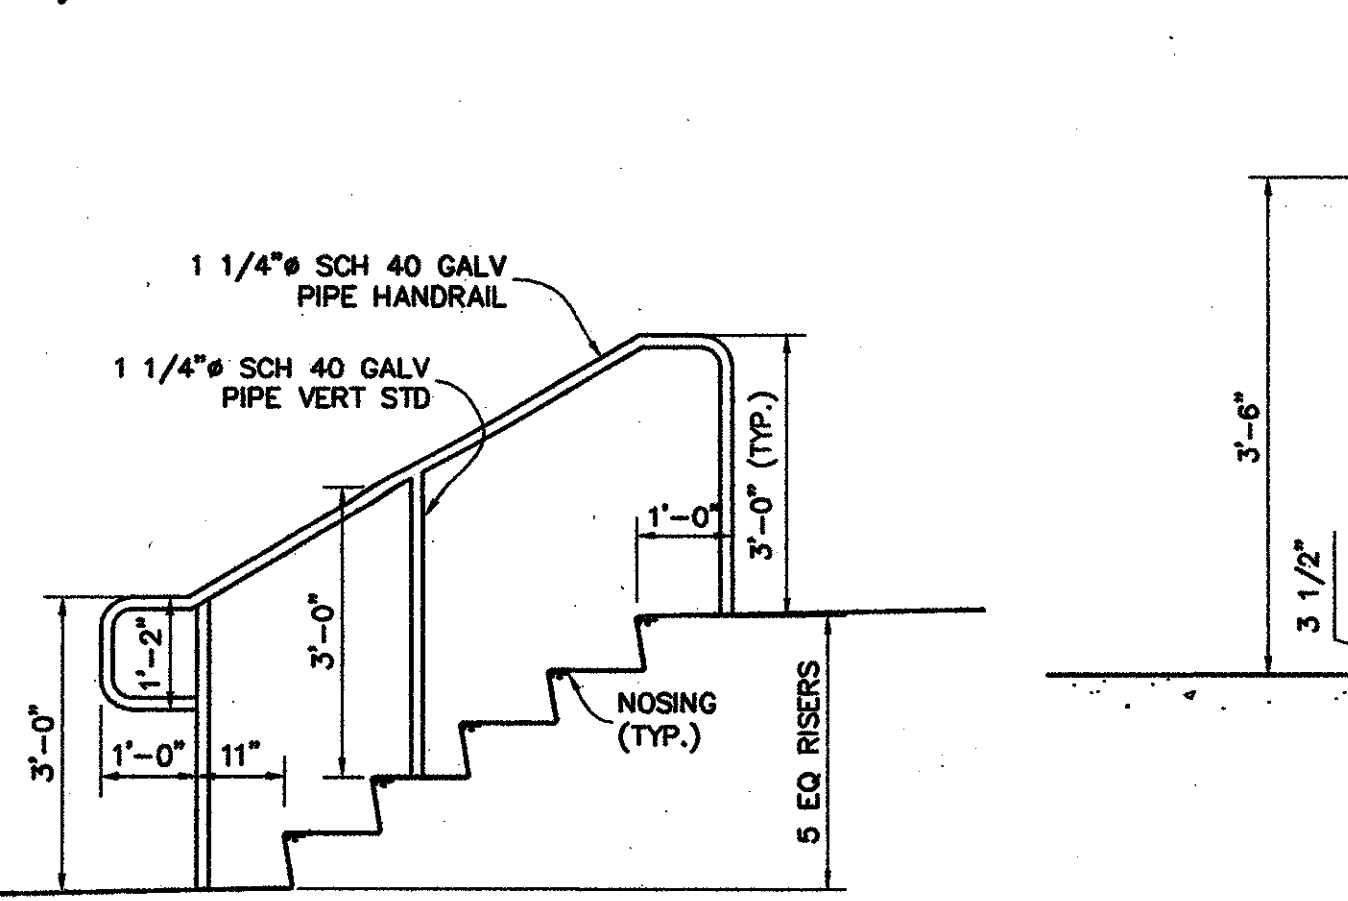 1 1/4"ø SCH 40 GALV
PIPE HANDRAIL
1 1/4"ø SCH 40 GALV
PIPE VERT STD
3'-0" (TYP.)
1'-0"
3'-6"
3 1/2"
3'-0"
1'-2"
3'-0"
1'-0"
11"
NOSING
(TYP.)
5 EQ RISERS